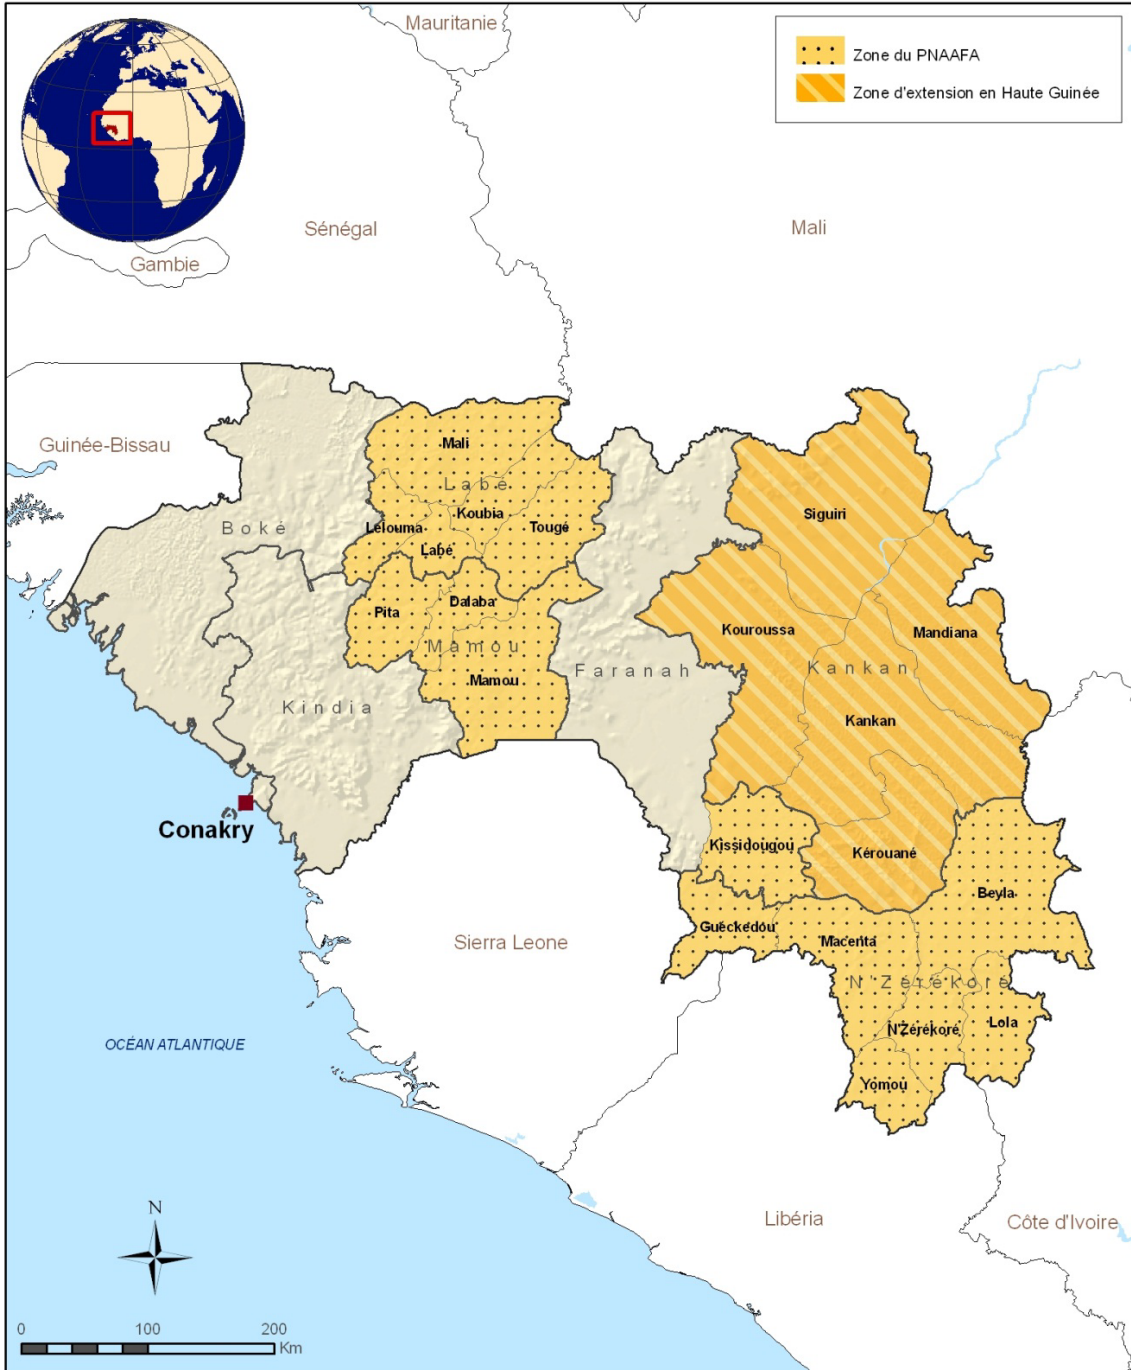 Mauritanie
Zone du PNAAFA
Zone d'extension en Haute Guinée
Sénégal
Mali
Gambie
Guinée-Bissau
Mali
Labé
Koubia
Lélouma
Tougé
Labé
Boké
Siguiri
Pita
Dalaba
Mamou
Mamou
Kouroussa
Mandiana
Kankan
Faranah
Kindia
Kankan
Conakry
Kissidougou
Kérouané
Beyla
Guéckedou
Macenta
Sierra Leone
N'Zérékoré
N'Zérékoré
Lola
OCÉAN ATLANTIQUE
Yomou
N
Libéria
Côte d'Ivoire
0 100 200
Km